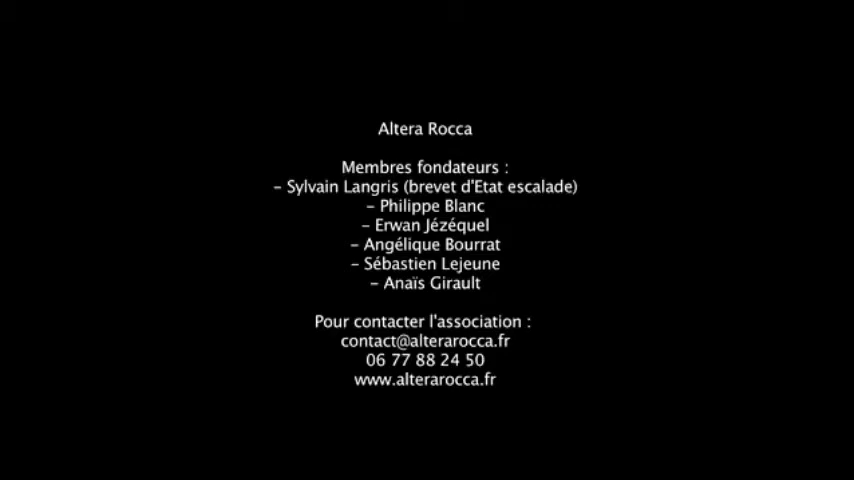 Altera Rocca
Membres fondateurs :
- Sylvain Langris (brevet d'Etat escalade)
- Philippe Blanc
- Erwan Jézéquel
- Angélique Bourrat
- Sébastien Lejeune
- Anaïs Girault
Pour contacter l'association :
contact@alterarocca.fr
06 77 88 24 50
www.alterarocca.fr